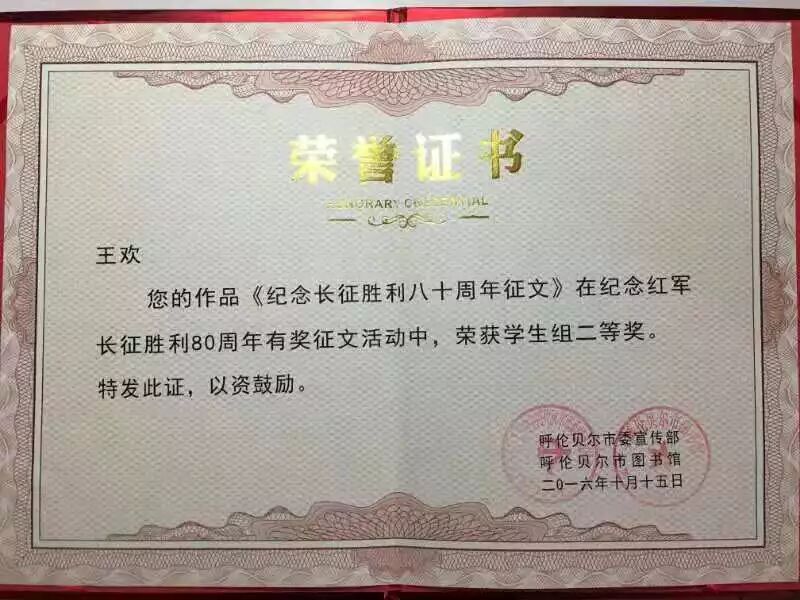 荣誉证书
HONORARY CREDENTIAL
王欢
您的作品《纪念长征胜利八十周年征文》在纪念红军
长征胜利80周年有奖征文活动中，荣获学生组二等奖。
特发此证，以资鼓励。
呼伦贝尔市委宣传部
呼伦贝尔市图书馆
二〇一六年十月十五日